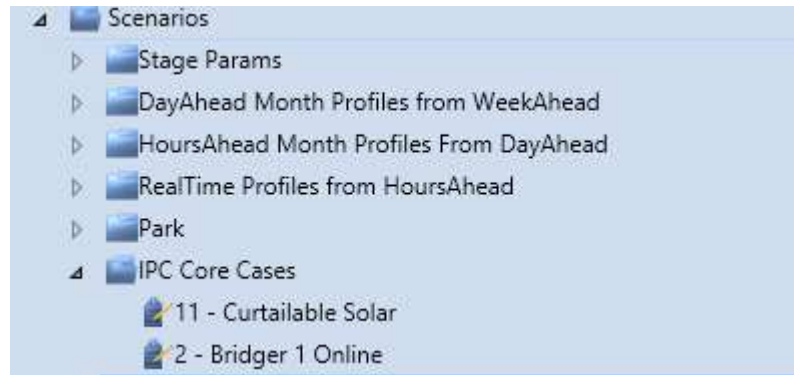 Scenarios
Stage Params
DayAhead Month Profiles from WeekAhead
HoursAhead Month Profiles From DayAhead
RealTime Profiles from HoursAhead
Park
IPC Core Cases
11 - Curtailable Solar
2 - Bridger 1 Online